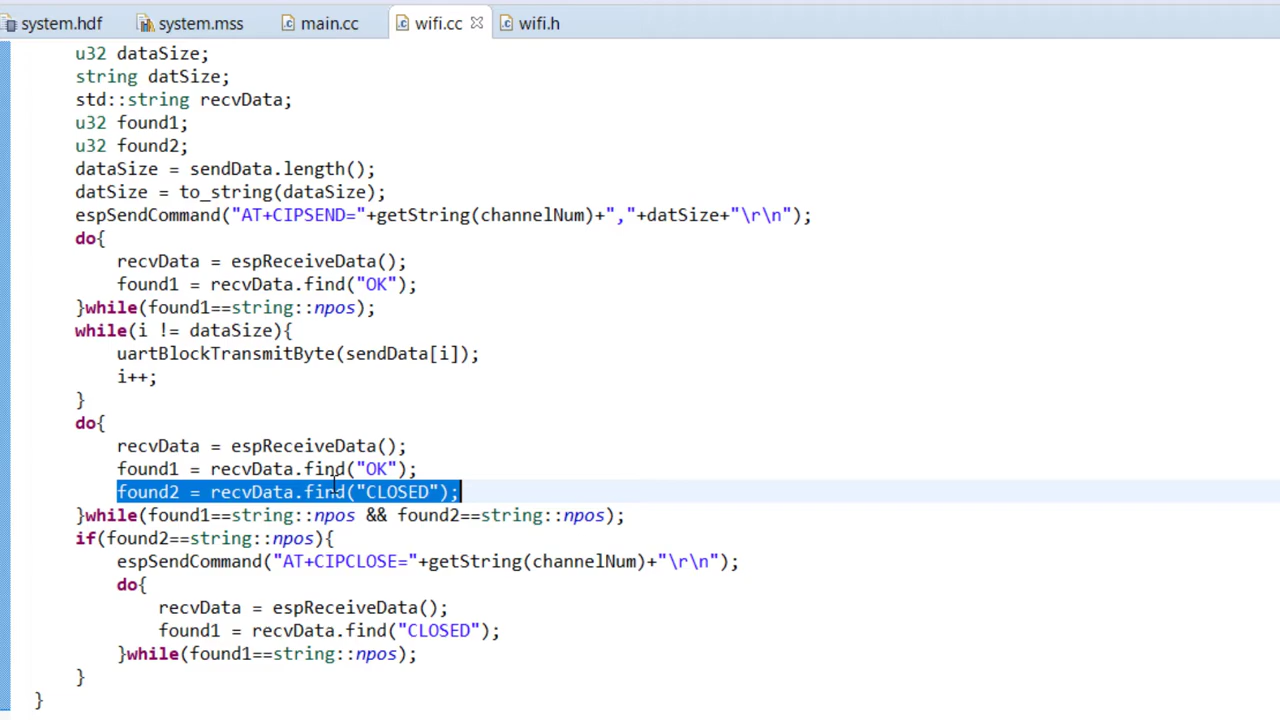 system.hdf system.mss main.cc wifi.cc wifi.h
u32 dataSize;
string datSize;
std::string recvData;
u32 found1;
u32 found2;
dataSize = sendData.length();
datSize = to_string(dataSize);
espSendCommand("AT+CIPSEND="+getString(channelNum)+","+datSize+"\r\n");
do{
recvData = espReceiveData();
found1 = recvData.find("OK");
}while(found1==string::npos);
while(i != dataSize){
uartBlockTransmitByte(sendData[i]);
i++;
}
do{
recvData = espReceiveData();
found1 = recvData.find("OK");
found2 = recvData.find("CLOSED");
}while(found1==string::npos && found2==string::npos);
if(found2==string::npos){
espSendCommand("AT+CIPCLOSE="+getString(channelNum)+"\r\n");
do{
recvData = espReceiveData();
found1 = recvData.find("CLOSED");
}while(found1==string::npos);
}
}